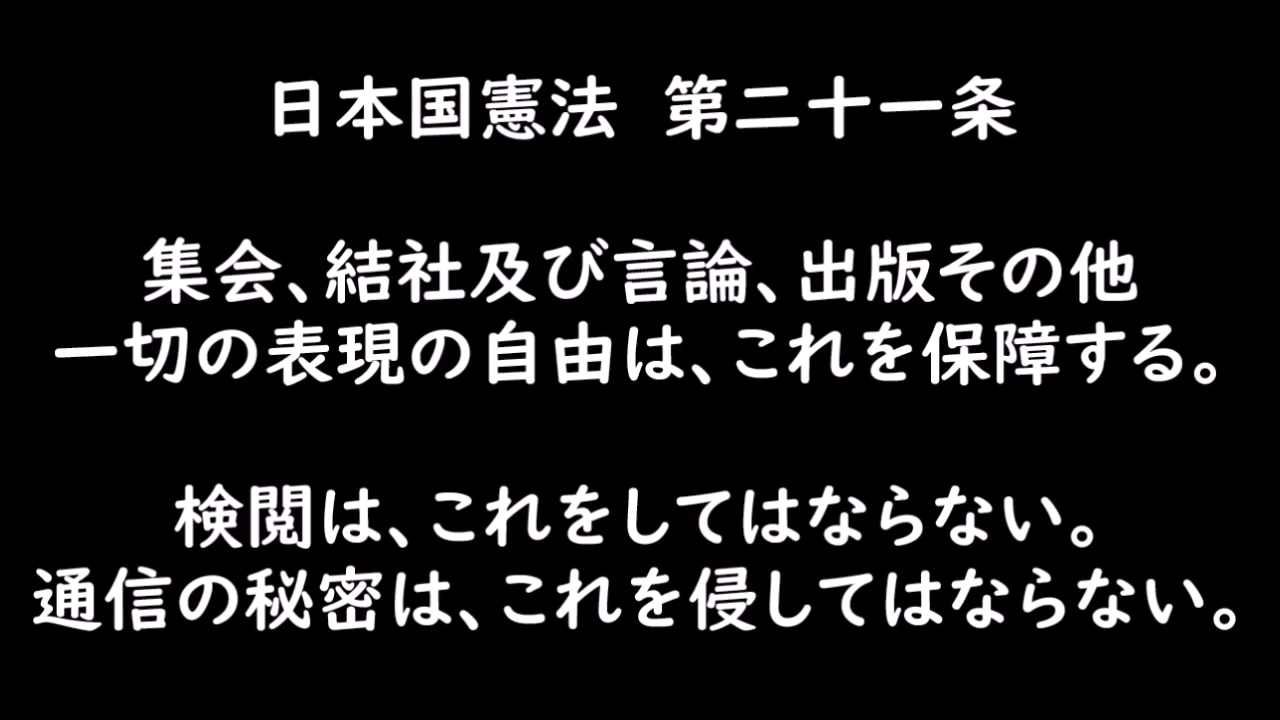 日本国憲法 第二十一条
集会、結社及び言論、出版その他
一切の表現の自由は、これを保障する。
検閲は、これをしてはならない。
通信の秘密は、これを侵してはならない。